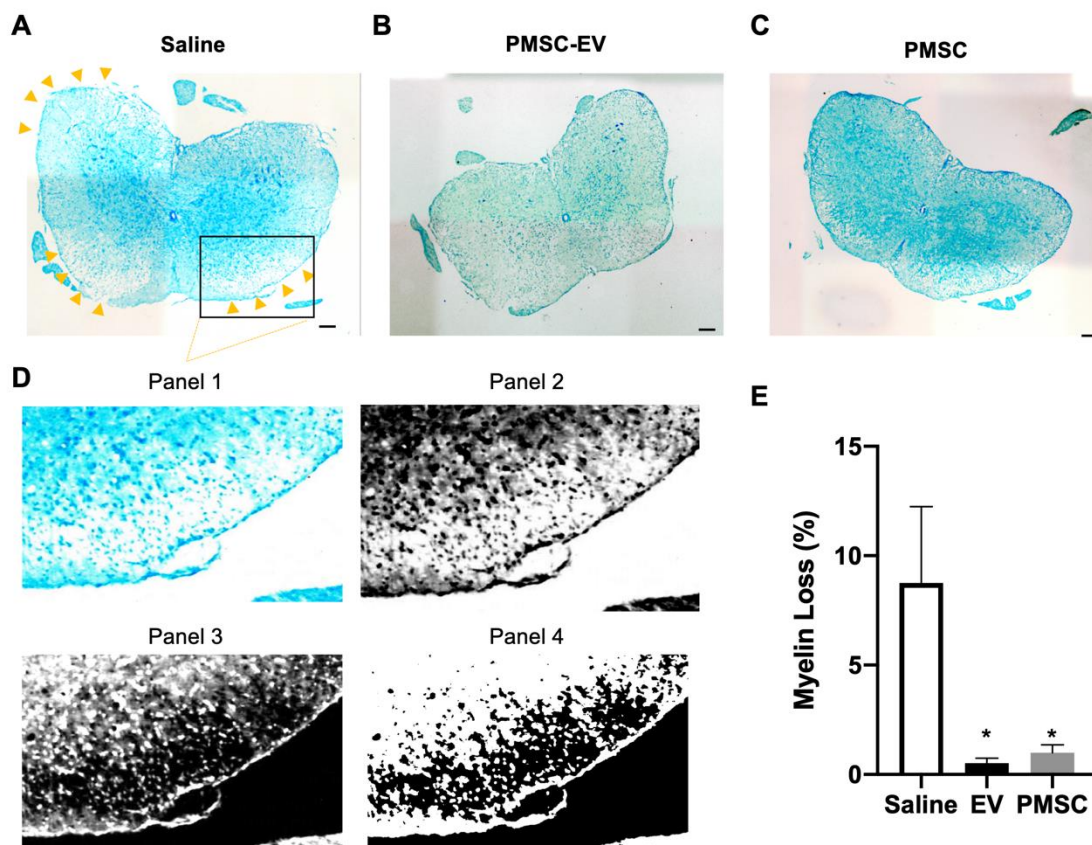 A
Saline
B
PMSC-EV
C
PMSC
D
Panel 1
Panel 2
Panel 3
Panel 4
E
Myelin Loss (%)
15
10
5
0
*
*
Saline
EV
PMSC